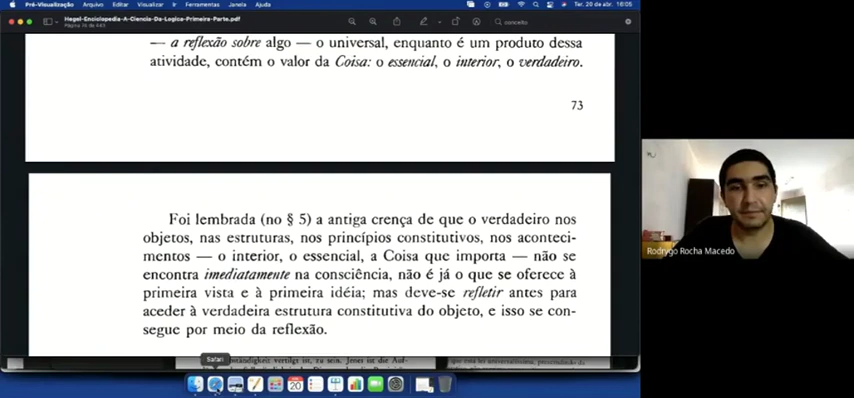 Pré-Visualização Arquivo Editar Visualizar Ir Ferramentas Janela Ajuda
Ter. 20 de abr. 16:05
Hegel-Enciclopedia-A-Ciencia-Da-Logica-Primeira-Parte.pdf
conceito
— a reflexão sobre algo — o universal, enquanto é um produto dessa
atividade, contém o valor da Coisa: o essencial, o interior, o verdadeiro.
73
Foi lembrada (no § 5) a antiga crença de que o verdadeiro nos
objetos, nas estruturas, nos princípios constitutivos, nos aconteci-
mentos — o interior, o essencial, a Coisa que importa — não se
encontra imediatamente na consciência, não é já o que se oferece à
primeira vista e à primeira idéia; mas deve-se refletir antes para
aceder à verdadeira estrutura constitutiva do objeto, e isso se con-
segue por meio da reflexão.
Rodrygo Rocha Macedo
Safari
20